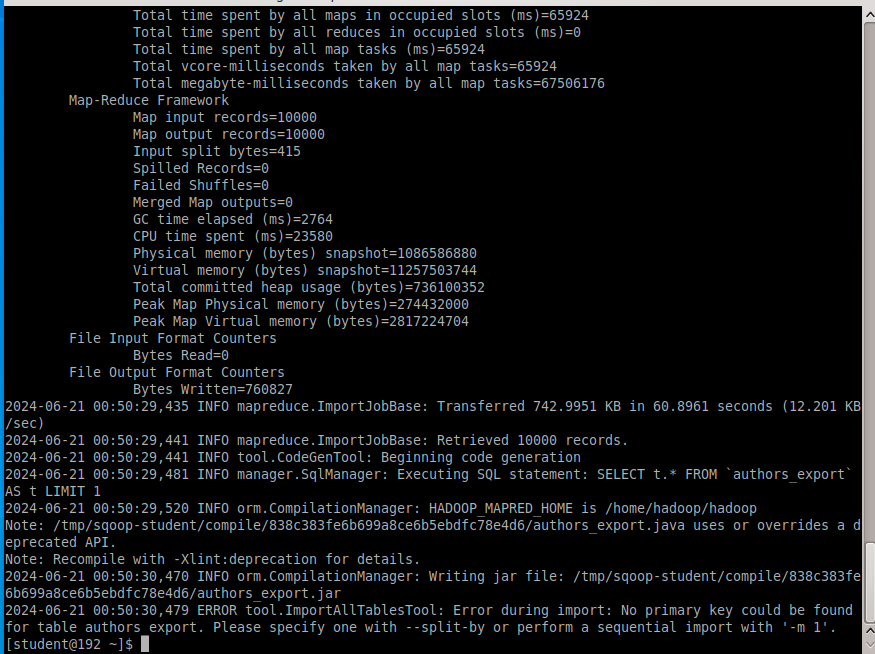 Total time spent by all maps in occupied slots (ms)=65924
Total time spent by all reduces in occupied slots (ms)=0
Total time spent by all map tasks (ms)=65924
Total vcore-milliseconds taken by all map tasks=65924
Total megabyte-milliseconds taken by all map tasks=67506176
Map-Reduce Framework
Map input records=10000
Map output records=10000
Input split bytes=415
Spilled Records=0
Failed Shuffles=0
Merged Map outputs=0
GC time elapsed (ms)=2764
CPU time spent (ms)=23580
Physical memory (bytes) snapshot=1086586880
Virtual memory (bytes) snapshot=11257503744
Total committed heap usage (bytes)=736100352
Peak Map Physical memory (bytes)=274432000
Peak Map Virtual memory (bytes)=2817224704
File Input Format Counters
Bytes Read=0
File Output Format Counters
Bytes Written=760827
2024-06-21 00:50:29,435 INFO mapreduce.ImportJobBase: Transferred 742.9951 KB in 60.8961 seconds (12.201 KB
/sec)
2024-06-21 00:50:29,441 INFO mapreduce.ImportJobBase: Retrieved 10000 records.
2024-06-21 00:50:29,441 INFO tool.CodeGenTool: Beginning code generation
2024-06-21 00:50:29,481 INFO manager.SqlManager: Executing SQL statement: SELECT t.* FROM `authors_export`
AS t LIMIT 1
2024-06-21 00:50:29,520 INFO orm.CompilationManager: HADOOP_MAPRED_HOME is /home/hadoop/hadoop
Note: /tmp/sqoop-student/compile/838c383fe6b699a8ce6b5ebdfc78e4d6/authors_export.java uses or overrides a d
eprecated API.
Note: Recompile with -Xlint:deprecation for details.
2024-06-21 00:50:30,470 INFO orm.CompilationManager: Writing jar file: /tmp/sqoop-student/compile/838c383fe
6b699a8ce6b5ebdfc78e4d6/authors_export.jar
2024-06-21 00:50:30,479 ERROR tool.ImportAllTablesTool: Error during import: No primary key could be found
for table authors_export. Please specify one with --split-by or perform a sequential import with '-m 1'.
[student@192 ~]$